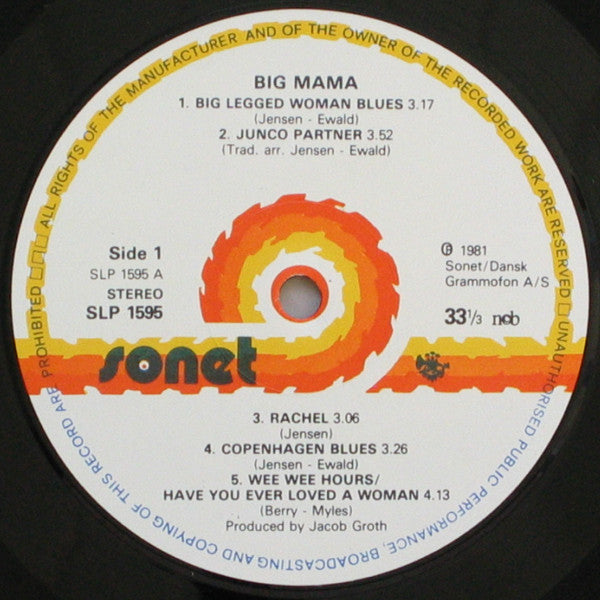 BIG MAMA
1. BIG LEGGED WOMAN BLUES 3.17
(Jensen - Ewald)
2. JUNCO PARTNER 3.52
(Trad. arr. Jensen - Ewald)
Side 1
SLP 1595 A
STEREO
SLP 1595
℗ 1981
Sonet/Dansk
Grammofon A/S
33 1/3 ncb
sonet
3. RACHEL 3.06
(Jensen)
4. COPENHAGEN BLUES 3.26
(Jensen - Ewald)
5. WEE WEE HOURS/
HAVE YOU EVER LOVED A WOMAN 4.13
(Berry - Myles)
Produced by Jacob Groth
ALL RIGHTS OF THE MANUFACTURER AND OF THE OWNER OF THE RECORDED WORK ARE RESERVED
UNAUTHORISED PUBLIC PERFORMANCE, BROADCASTING AND COPYING OF THIS RECORD ARE PROHIBITED